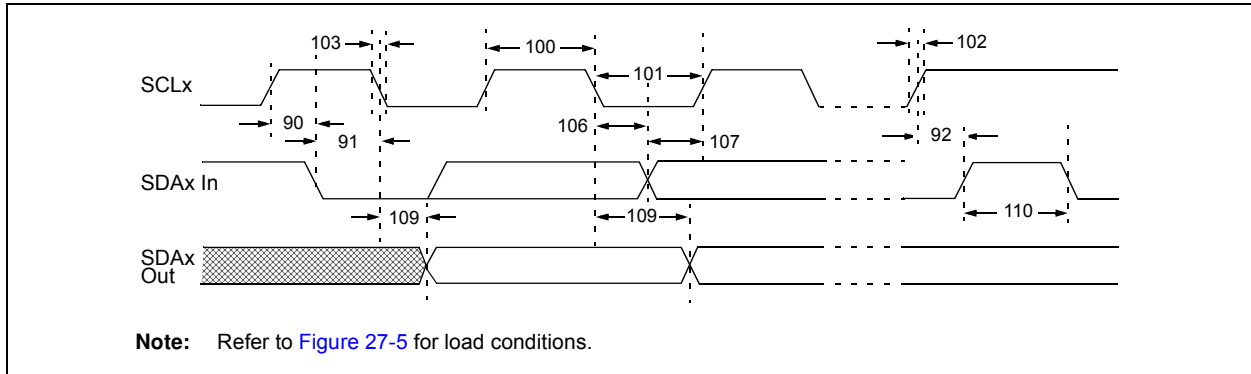 103
100
102
101
SCLx
90
106
107
92
91
SDAx In
109
109
110
SDAx
Out
Note: Refer to Figure 27-5 for load conditions.